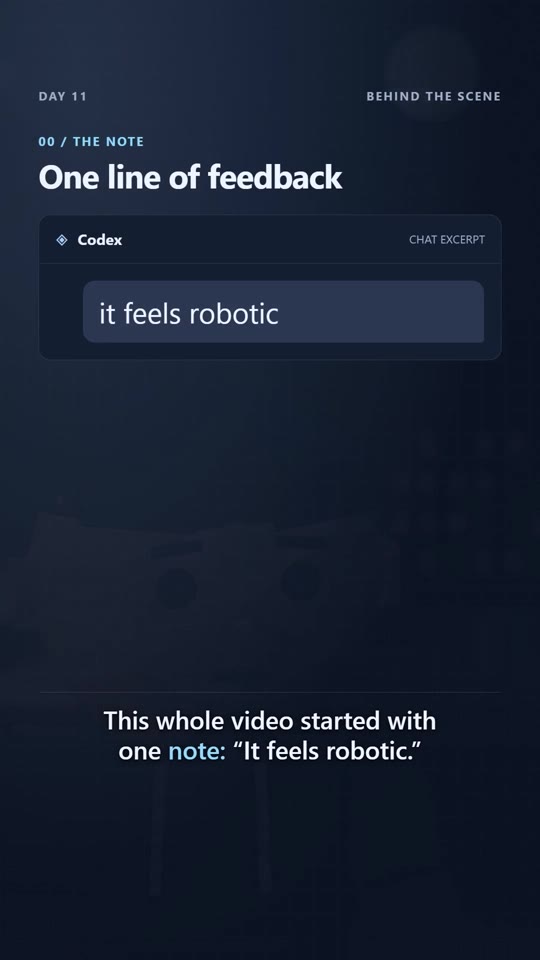 DAY 11
BEHIND THE SCENE
00 / THE NOTE
One line of feedback
Codex
CHAT EXCERPT
it feels robotic
This whole video started with
one note: “It feels robotic.”